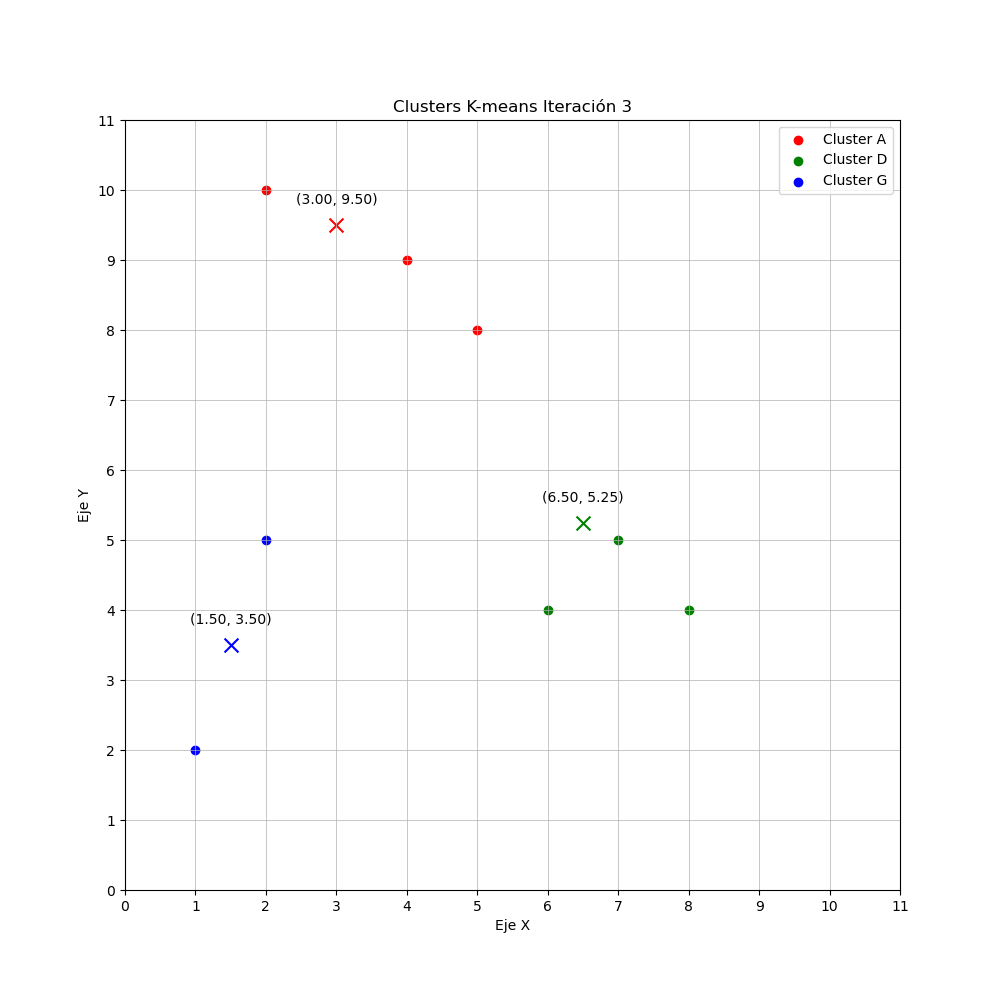 Clusters K-means Iteración 3
Cluster A
Cluster D
Cluster G
(3.00, 9.50)
(6.50, 5.25)
(1.50, 3.50)
Eje Y
11
10
9
8
7
6
5
4
3
2
1
0
0 1 2 3 4 5 6 7 8 9 10 11
Eje X